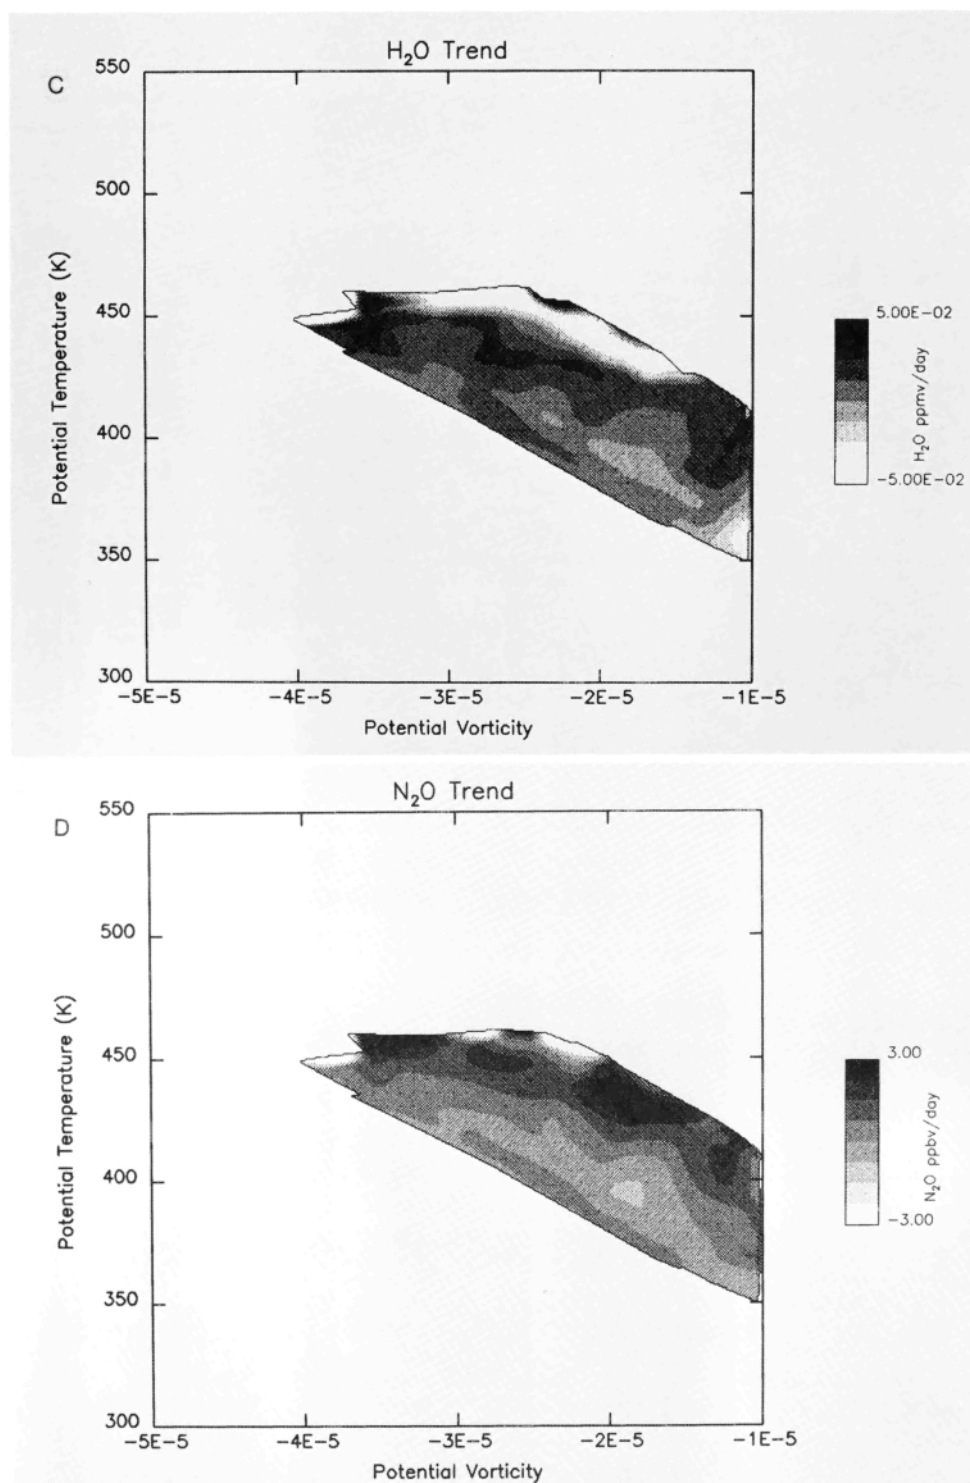 C
H₂O Trend
550
500
450
400
350
300
Potential Temperature (K)
-5E-5
-4E-5
-3E-5
-2E-5
-1E-5
Potential Vorticity
5.00E-02
-5.00E-02
H₂O ppmv/day
D
N₂O Trend
550
500
450
400
350
300
Potential Temperature (K)
-5E-5
-4E-5
-3E-5
-2E-5
-1E-5
Potential Vorticity
3.00
-3.00
N₂O ppbv/day